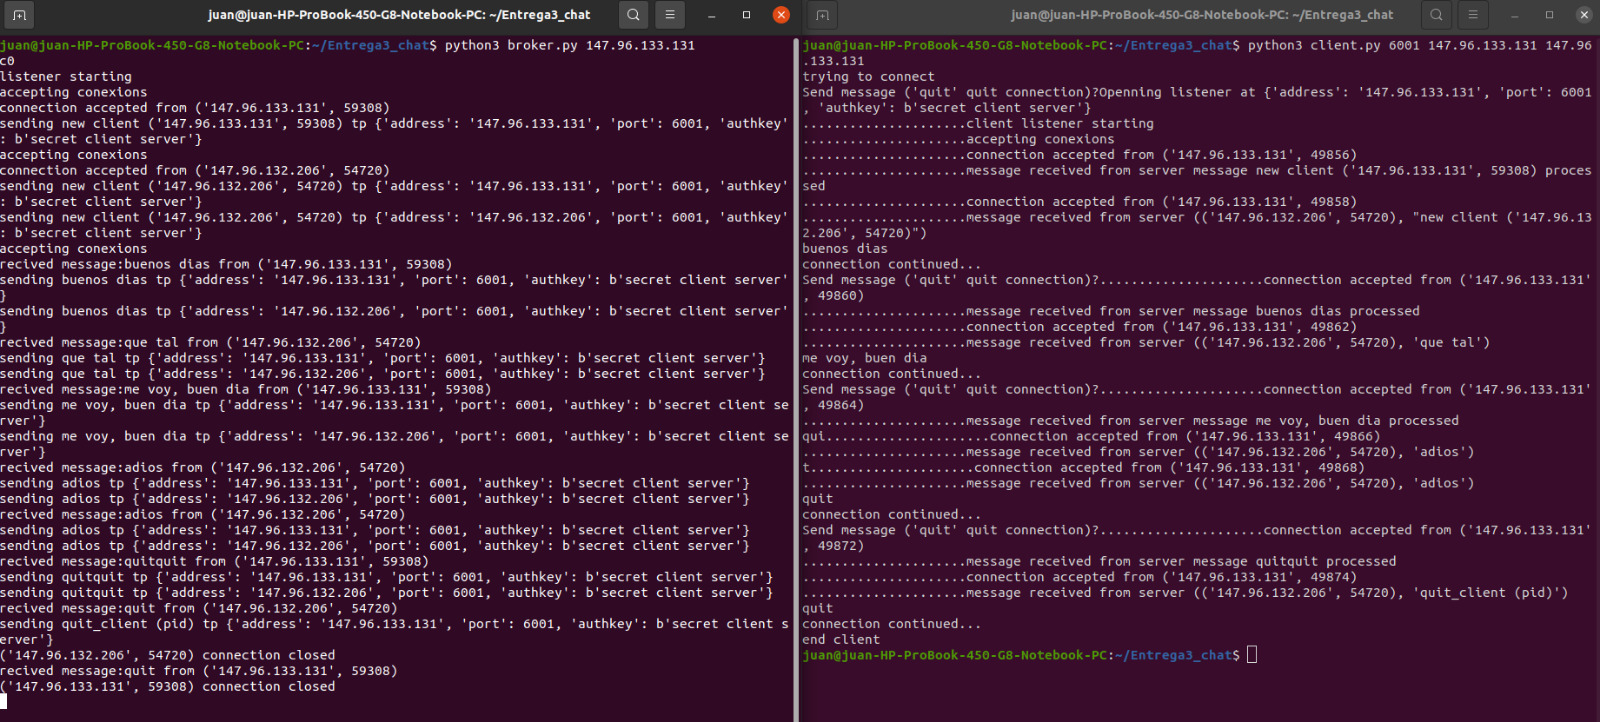 juan@juan-HP-ProBook-450-G8-Notebook-PC: ~/Entrega3_chat
juan@juan-HP-ProBook-450-G8-Notebook-PC:~/Entrega3_chat$ python3 broker.py 147.96.133.131
c0
listener starting
accepting conexions
connection accepted from ('147.96.133.131', 59308)
sending new client ('147.96.133.131', 59308) tp {'address': '147.96.133.131', 'port': 6001, 'authkey'
: b'secret client server'}
accepting conexions
connection accepted from ('147.96.132.206', 54720)
sending new client ('147.96.132.206', 54720) tp {'address': '147.96.133.131', 'port': 6001, 'authkey'
: b'secret client server'}
sending new client ('147.96.132.206', 54720) tp {'address': '147.96.132.206', 'port': 6001, 'authkey'
: b'secret client server'}
accepting conexions
recived message:buenos dias from ('147.96.133.131', 59308)
sending buenos dias tp {'address': '147.96.133.131', 'port': 6001, 'authkey': b'secret client server'
}
sending buenos dias tp {'address': '147.96.132.206', 'port': 6001, 'authkey': b'secret client server'
}
recived message:que tal from ('147.96.132.206', 54720)
sending que tal tp {'address': '147.96.133.131', 'port': 6001, 'authkey': b'secret client server'}
sending que tal tp {'address': '147.96.132.206', 'port': 6001, 'authkey': b'secret client server'}
recived message:me voy, buen dia from ('147.96.133.131', 59308)
sending me voy, buen dia tp {'address': '147.96.133.131', 'port': 6001, 'authkey': b'secret client se
rver'}
sending me voy, buen dia tp {'address': '147.96.132.206', 'port': 6001, 'authkey': b'secret client se
rver'}
recived message:adios from ('147.96.132.206', 54720)
sending adios tp {'address': '147.96.133.131', 'port': 6001, 'authkey': b'secret client server'}
sending adios tp {'address': '147.96.132.206', 'port': 6001, 'authkey': b'secret client server'}
recived message:adios from ('147.96.132.206', 54720)
sending adios tp {'address': '147.96.133.131', 'port': 6001, 'authkey': b'secret client server'}
sending adios tp {'address': '147.96.132.206', 'port': 6001, 'authkey': b'secret client server'}
recived message:quitquit from ('147.96.133.131', 59308)
sending quitquit tp {'address': '147.96.133.131', 'port': 6001, 'authkey': b'secret client server'}
sending quitquit tp {'address': '147.96.132.206', 'port': 6001, 'authkey': b'secret client server'}
recived message:quit from ('147.96.132.206', 54720)
sending quit_client (pid) tp {'address': '147.96.133.131', 'port': 6001, 'authkey': b'secret client s
erver'}
('147.96.132.206', 54720) connection closed
recived message:quit from ('147.96.133.131', 59308)
('147.96.133.131', 59308) connection closed
juan@juan-HP-ProBook-450-G8-Notebook-PC: ~/Entrega3_chat
juan@juan-HP-ProBook-450-G8-Notebook-PC:~/Entrega3_chat$ python3 client.py 6001 147.96.133.131 147.96
.133.131
trying to connect
Send message ('quit' quit connection)?Openning listener at {'address': '147.96.133.131', 'port': 6001
, 'authkey': b'secret client server'}
.....................client listener starting
.....................accepting conexions
.....................connection accepted from ('147.96.133.131', 49856)
.....................message received from server message new client ('147.96.133.131', 59308) proces
sed
.....................connection accepted from ('147.96.133.131', 49858)
.....................message received from server (('147.96.132.206', 54720), "new client ('147.96.13
2.206', 54720)")
buenos dias
connection continued...
Send message ('quit' quit connection)?.....................connection accepted from ('147.96.133.131'
, 49860)
.....................message received from server message buenos dias processed
.....................connection accepted from ('147.96.133.131', 49862)
.....................message received from server (('147.96.132.206', 54720), 'que tal')
me voy, buen dia
connection continued...
Send message ('quit' quit connection)?.....................connection accepted from ('147.96.133.131'
, 49864)
.....................message received from server message me voy, buen dia processed
qui.....................connection accepted from ('147.96.133.131', 49866)
.....................message received from server (('147.96.132.206', 54720), 'adios')
t.....................connection accepted from ('147.96.133.131', 49868)
.....................message received from server (('147.96.132.206', 54720), 'adios')
quit
connection continued...
Send message ('quit' quit connection)?.....................connection accepted from ('147.96.133.131'
, 49872)
.....................message received from server message quitquit processed
.....................connection accepted from ('147.96.133.131', 49874)
.....................message received from server (('147.96.132.206', 54720), 'quit_client (pid)')
quit
connection continued...
end client
juan@juan-HP-ProBook-450-G8-Notebook-PC:~/Entrega3_chat$